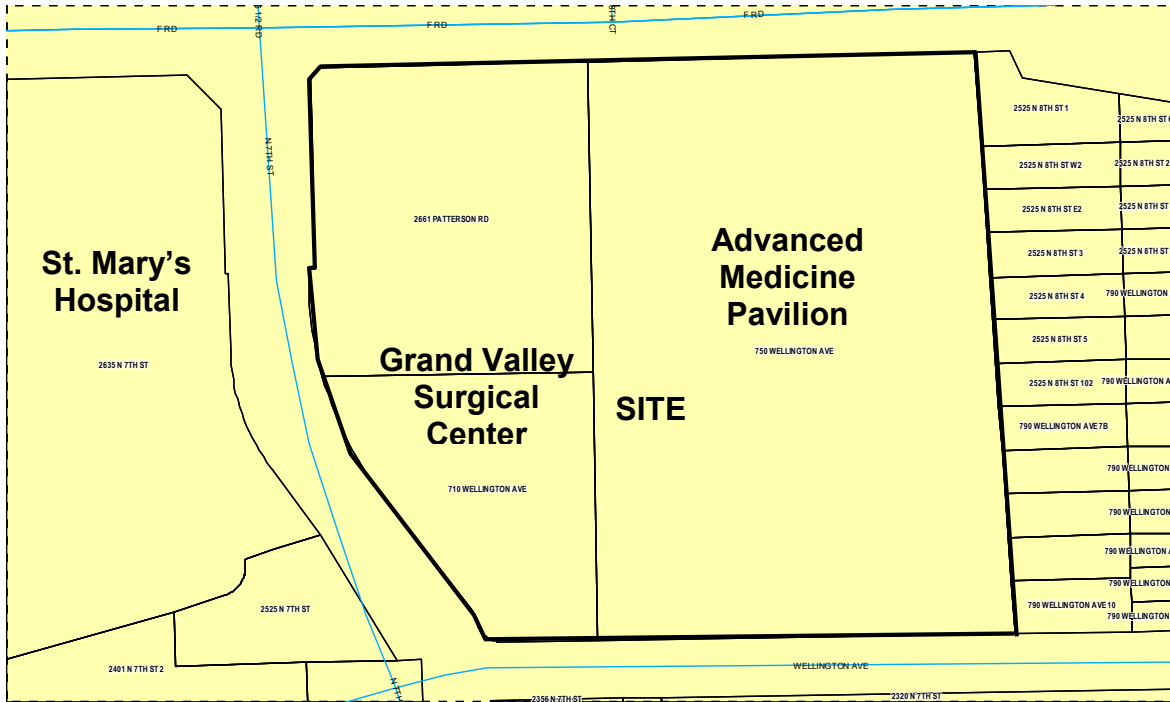 F RD
F RD
2525 N 8TH ST 1
2525 N 8TH ST 2
N 7TH ST
2525 N 8TH ST W2
2661 PATTERSON RD
2525 N 8TH ST E2
2525 N 8TH ST
2525 N 8TH ST 3
2525 N 8TH ST
St. Mary's
Hospital
Advanced
Medicine
Pavilion
2525 N 8TH ST 4
790 WELLINGTON
2635 N 7TH ST
750 WELLINGTON AVE
2525 N 8TH ST 5
Grand Valley
Surgical
Center
SITE
2525 N 8TH ST 102
790 WELLINGTON A
790 WELLINGTON AVE 7B
710 WELLINGTON AVE
790 WELLINGTON
790 WELLINGTON
790 WELLINGTON
790 WELLINGTON
790 WELLINGTON AVE 10
790 WELLINGTON
2525 N 7TH ST
2401 N 7TH ST 2
WELLINGTON AVE
2356 N 7TH ST
2320 N 7TH ST